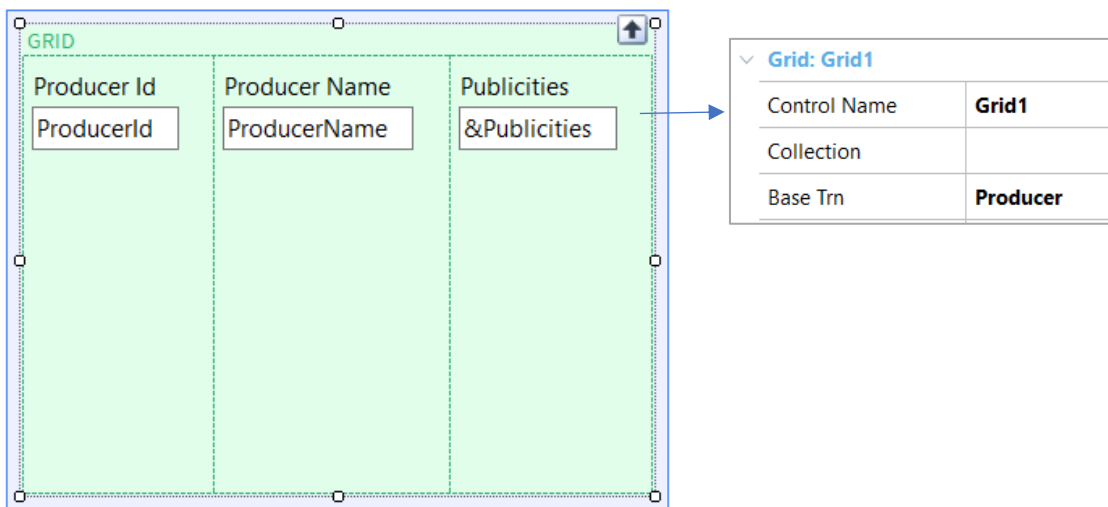 GRID
Producer Id Producer Name Publicities
ProducerId ProducerName &Publicities
Grid: Grid1
Control Name Grid1
Collection
Base Trn Producer